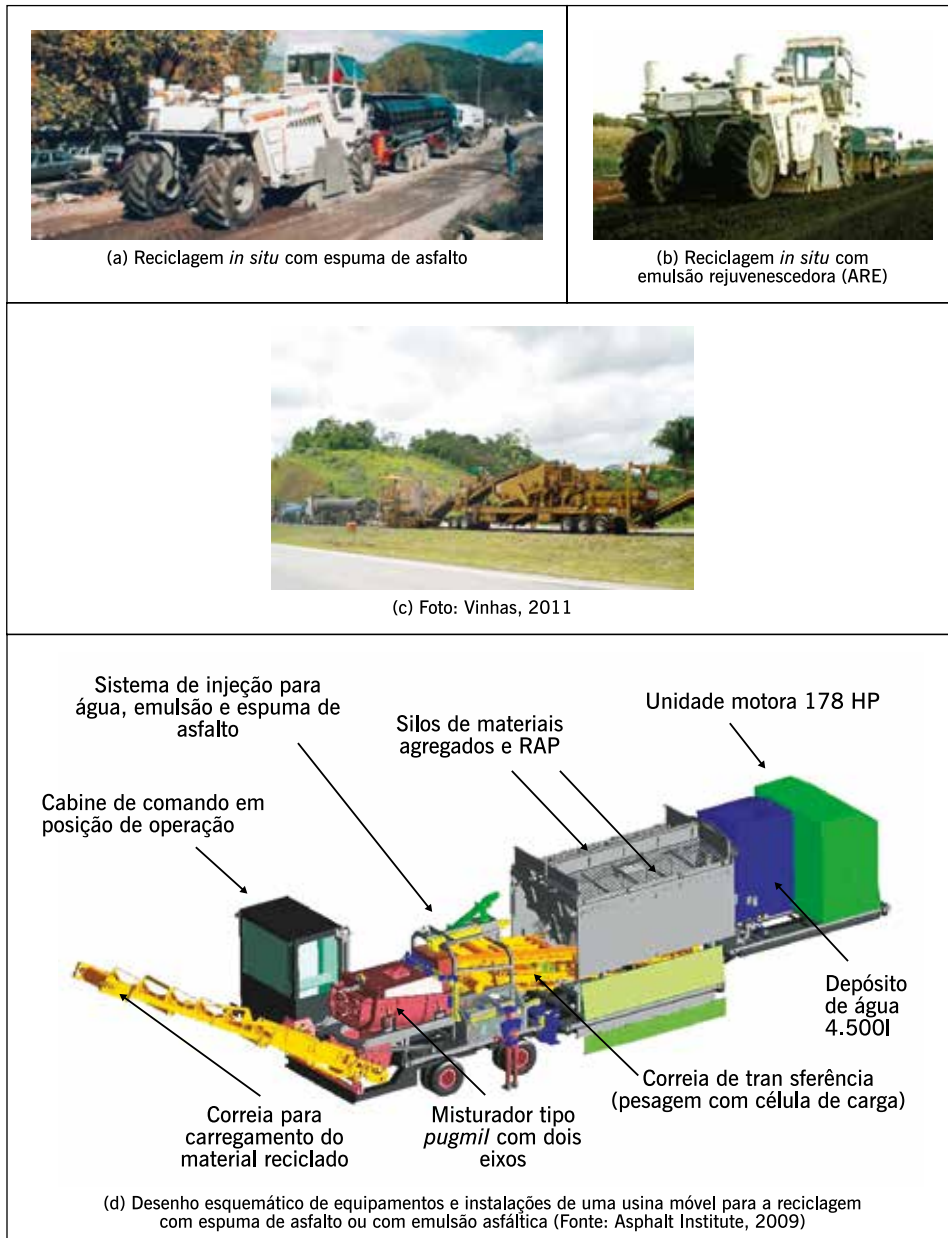 (a) Reciclagem in situ com espuma de asfalto
(b) Reciclagem in situ com
emulsão rejuvenescedora (ARE)
(c) Foto: Vinhas, 2011
Sistema de injeção para
água, emulsão e espuma de
asfalto
Silos de materiais
agregados e RAP
Unidade motora 178 HP
Cabine de comando em
posição de operação
Depósito
de água
4.500l
Correia de tran sferência
(pesagem com célula de carga)
Correia para
carregamento do
material reciclado
Misturador tipo
pugmil com dois
eixos
(d) Desenho esquemático de equipamentos e instalações de uma usina móvel para a reciclagem
com espuma de asfalto ou com emulsão asfáltica (Fonte: Asphalt Institute, 2009)